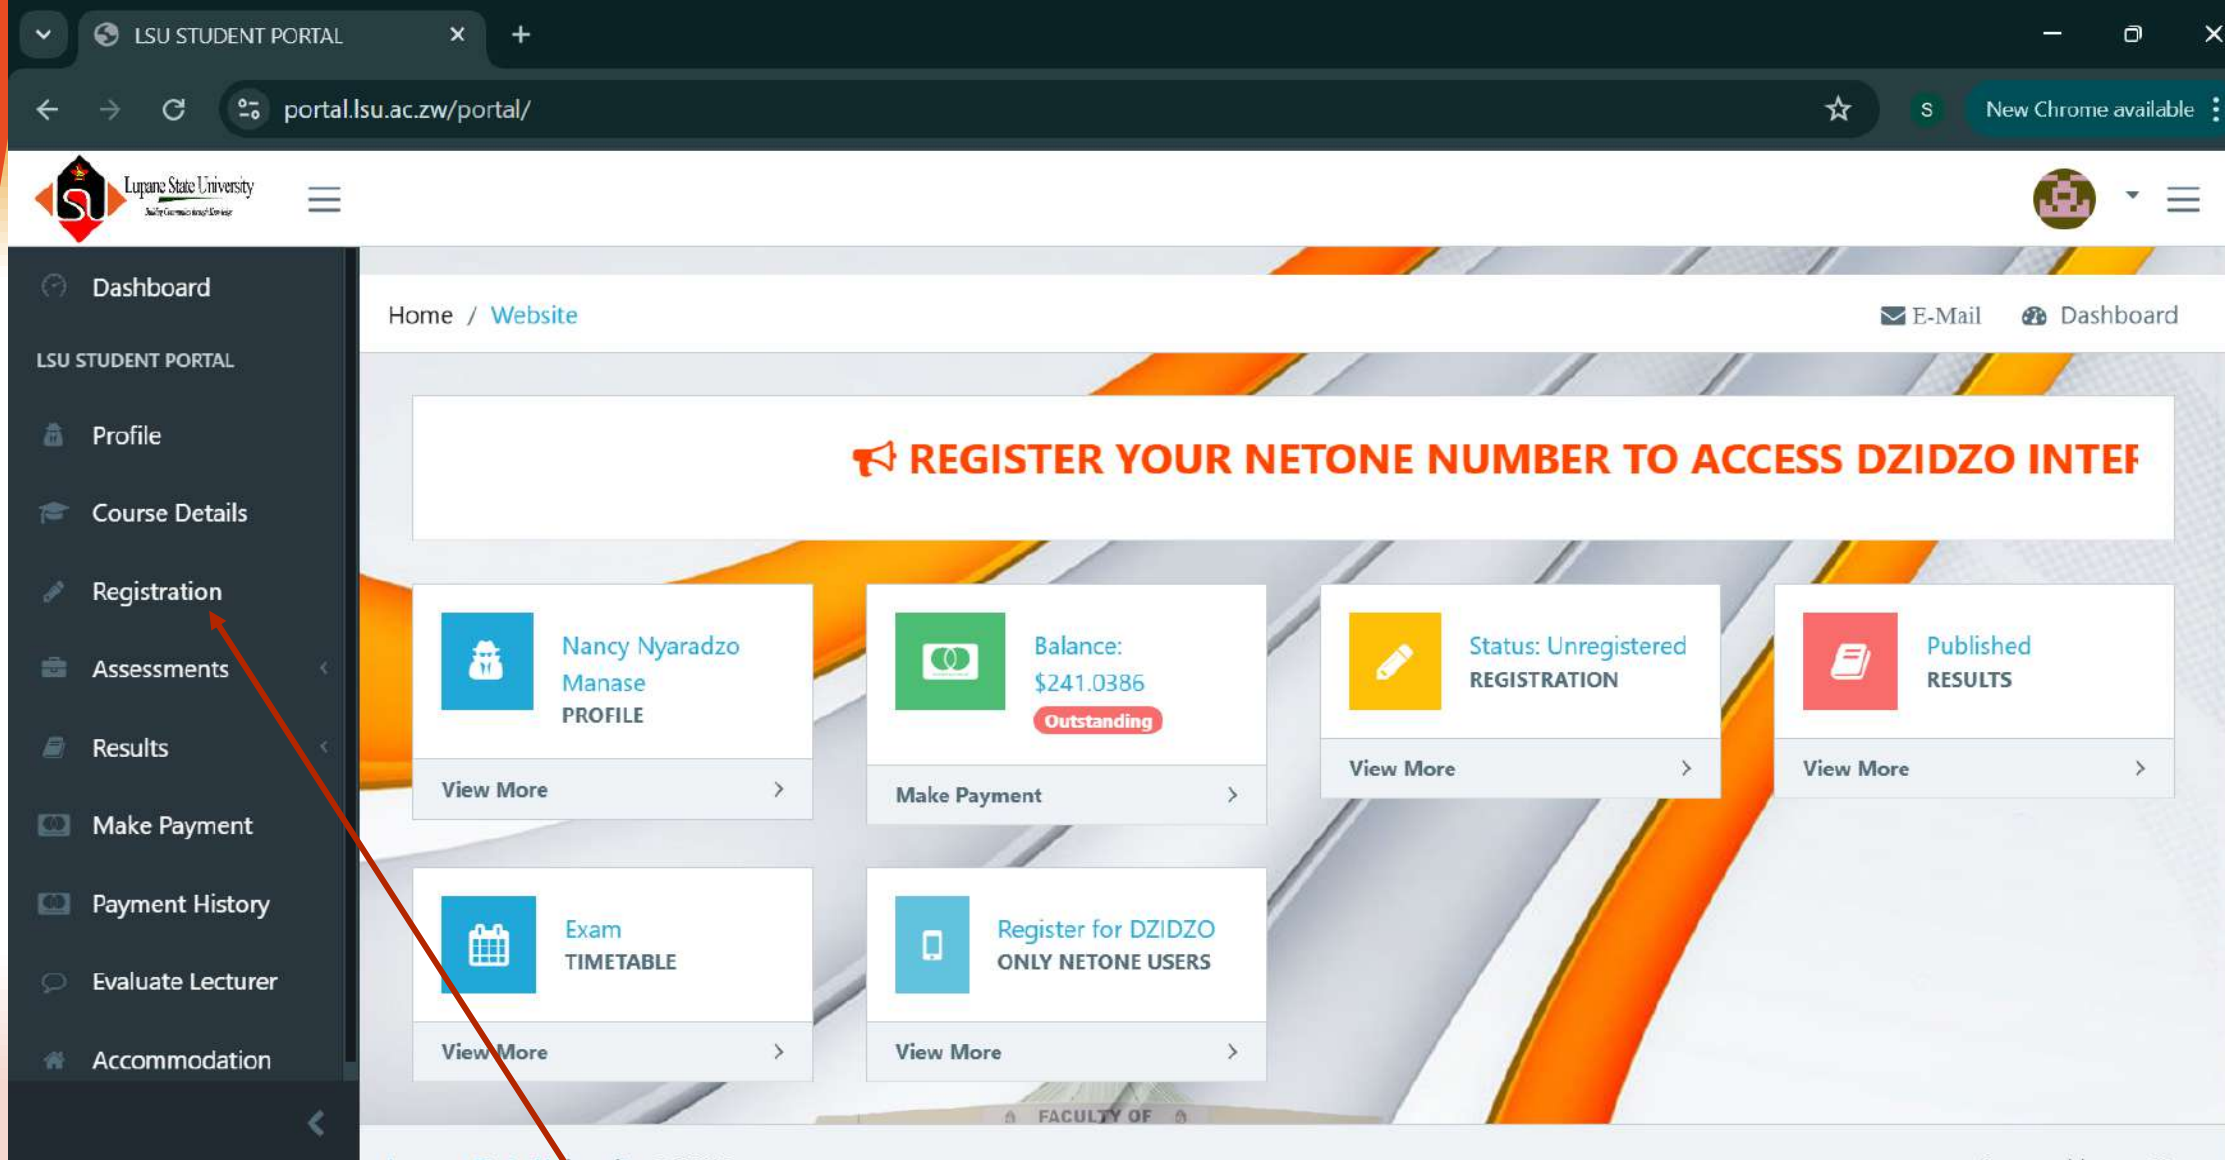 LSU STUDENT PORTAL
portal.lsu.ac.zw/portal/
S
New Chrome available
Lupane State University
Dashboard
LSU STUDENT PORTAL
Profile
Course Details
Registration
Assessments
Results
Make Payment
Payment History
Evaluate Lecturer
Accommodation
Home / Website
E-Mail
Dashboard
REGISTER YOUR NETONE NUMBER TO ACCESS DZIDZO
Nancy Nyaradzo
Manase
PROFILE
View More
Balance:
$241.0386
Outstanding
Make Payment
Status: Unregistered
REGISTRATION
View More
Published
RESULTS
View More
Exam
TIMETABLE
View More
Register for DZIDZO
ONLY NETONE USERS
View More
FACULTY OF